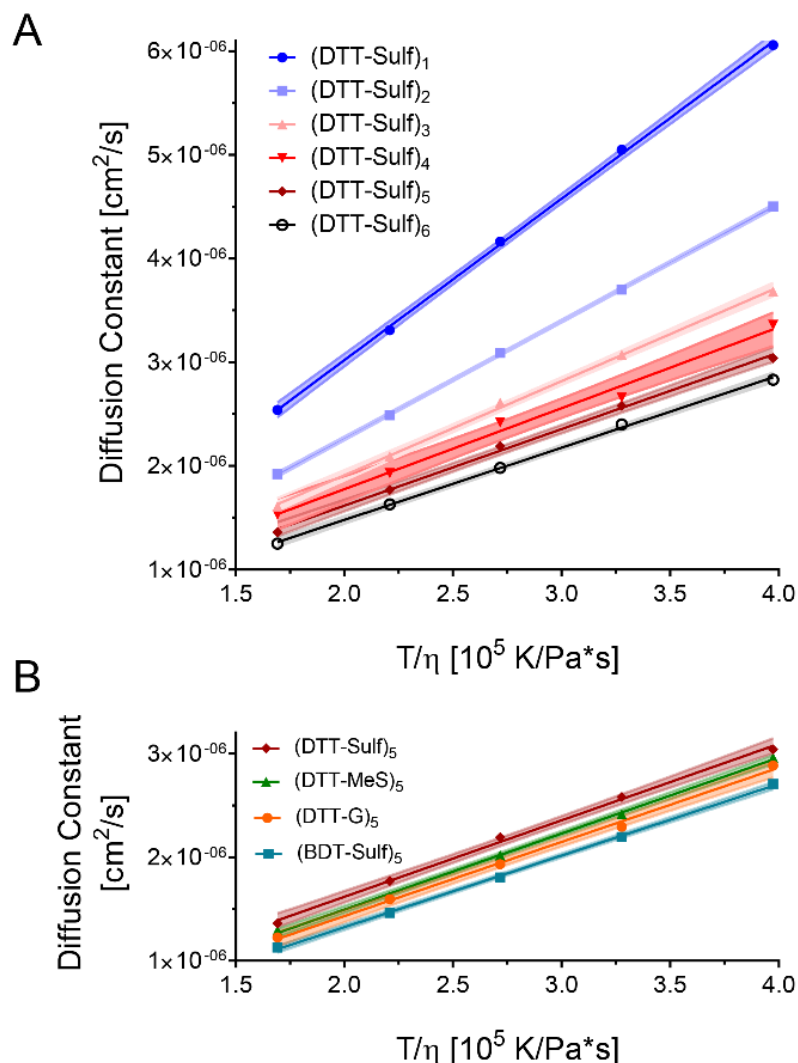 A
6×10⁻⁰⁶
5×10⁻⁰⁶
4×10⁻⁰⁶
3×10⁻⁰⁶
2×10⁻⁰⁶
1×10⁻⁰⁶
Diffusion Constant [cm²/s]
(DTT-Sulf)₁
(DTT-Sulf)₂
(DTT-Sulf)₃
(DTT-Sulf)₄
(DTT-Sulf)₅
(DTT-Sulf)₆
1.5 2.0 2.5 3.0 3.5 4.0
T/η [10⁵ K/Pa*s]
B
3×10⁻⁰⁶
2×10⁻⁰⁶
1×10⁻⁰⁶
Diffusion Constant
[cm²/s]
(DTT-Sulf)₅
(DTT-MeS)₅
(DTT-G)₅
(BDT-Sulf)₅
1.5 2.0 2.5 3.0 3.5 4.0
T/η [10⁵ K/Pa*s]